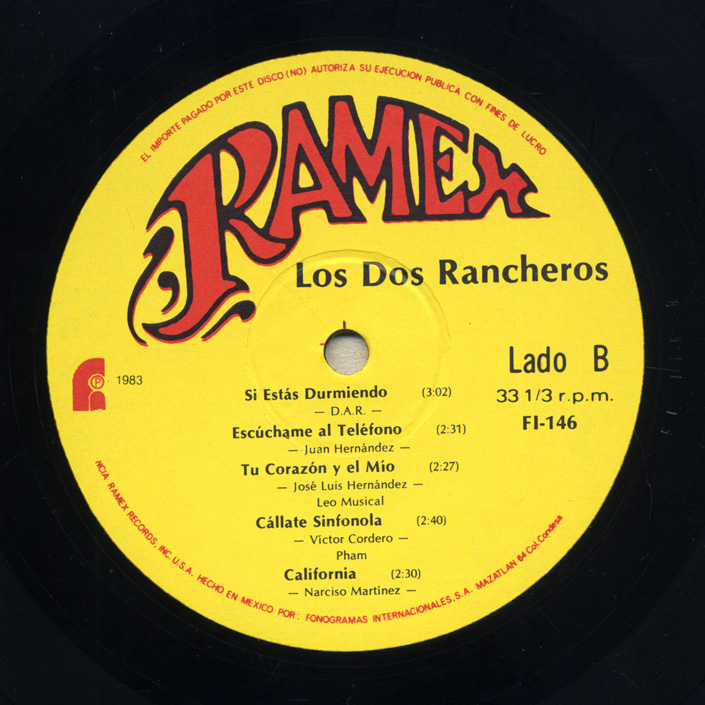 EL IMPORTE PAGADO POR ESTE DISCO (NO) AUTORIZA SU EJECUCION PUBLICA CON FINES DE LUCRO
RAMEX
Los Dos Rancheros
Lado B
33 1/3 r.p.m.
FI-146
P 1983
Si Estás Durmiendo (3:02)
— D.A.R. —
Escúchame al Teléfono (2:31)
— Juan Hernández —
Tu Corazón y el Mío (2:27)
— José Luis Hernández —
Leo Musical
Cállate Sinfonola (2:40)
— Víctor Cordero —
Pham
California (2:30)
— Narciso Martínez —
NCIA RAMEX RECORDS, INC. U.S.A. HECHO EN MEXICO POR: FONOGRAMAS INTERNACIONALES, S.A. MAZATLAN 64 Col. Condesa